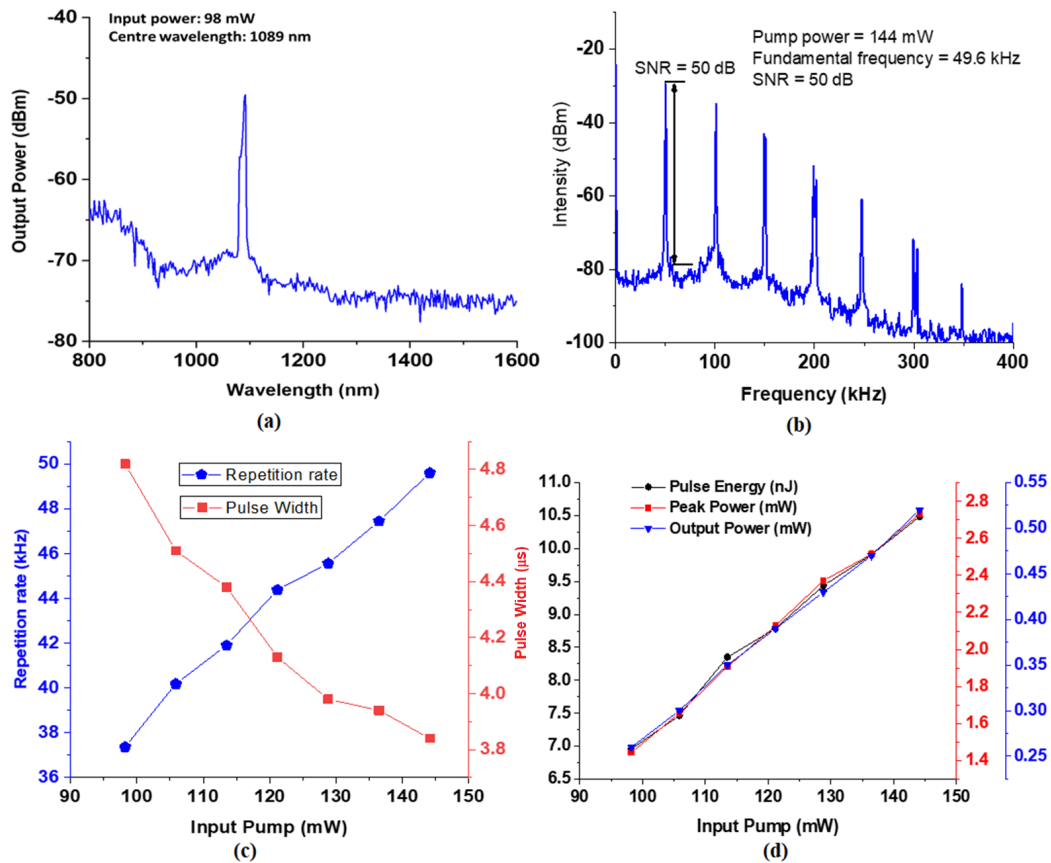 Input power: 98 mW
Centre wavelength: 1089 nm
-40
-50
-60
-70
-80
Output Power (dBm)
800 1000 1200 1400 1600
Wavelength (nm)
(a)
Pump power = 144 mW
Fundamental frequency = 49.6 kHz
SNR = 50 dB
SNR = 50 dB
-20
-40
-60
-80
-100
Intensity (dBm)
0 100 200 300 400
Frequency (kHz)
(b)
Repetition rate
Pulse Width
50
48
46
44
42
40
38
36
Repetition rate (kHz)
4.8
4.6
4.4
4.2
4.0
3.8
Pulse Width (µs)
90 100 110 120 130 140 150
Input Pump (mW)
(c)
Pulse Energy (nJ)
Peak Power (mW)
Output Power (mW)
11.0
10.5
10.0
9.5
9.0
8.5
8.0
7.5
7.0
6.5
2.8
2.6
2.4
2.2
2.0
1.8
1.6
1.4
0.55
0.50
0.45
0.40
0.35
0.30
0.25
90 100 110 120 130 140 150
Input Pump (mW)
(d)